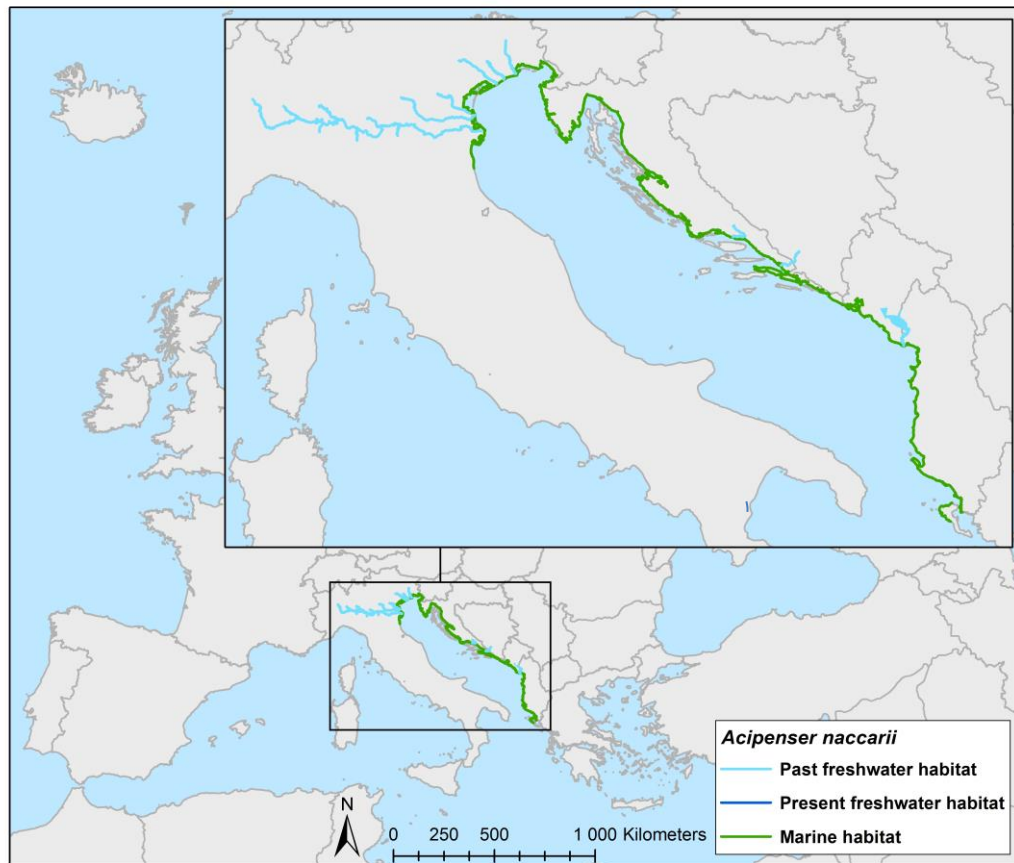 Acipenser naccarii
Past freshwater habitat
Present freshwater habitat
Marine habitat
N
0 250 500 1 000 Kilometers